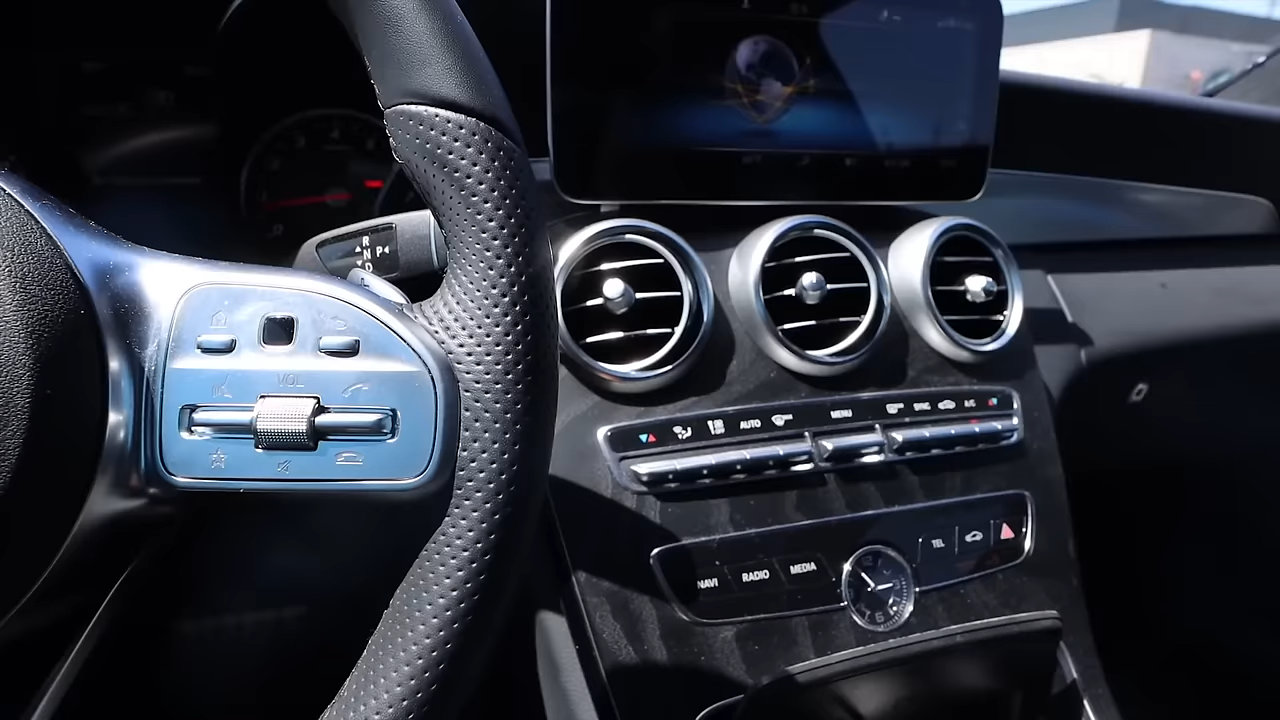 R
N P
D
VOL
AUTO
MENU
SYNC
A/C
NAVI
RADIO
MEDIA
TEL